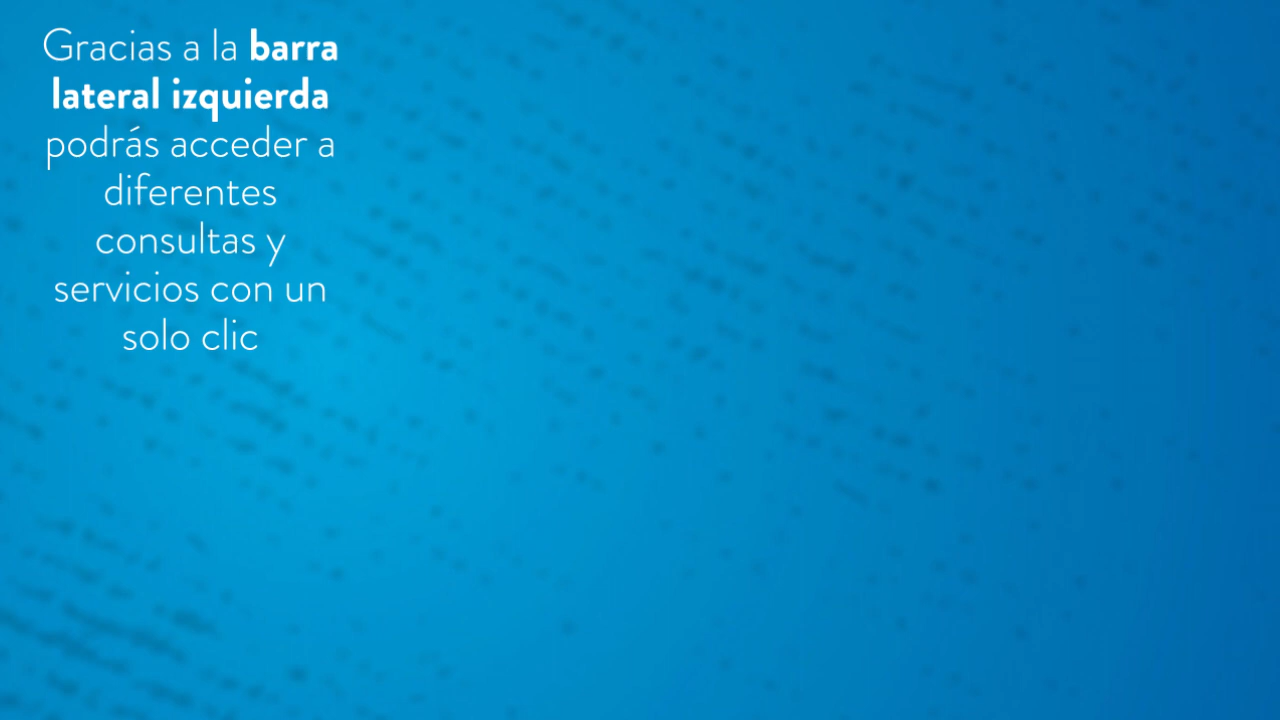 Gracias a la barra
lateral izquierda
podrás acceder a
diferentes
consultas y
servicios con un
solo clic